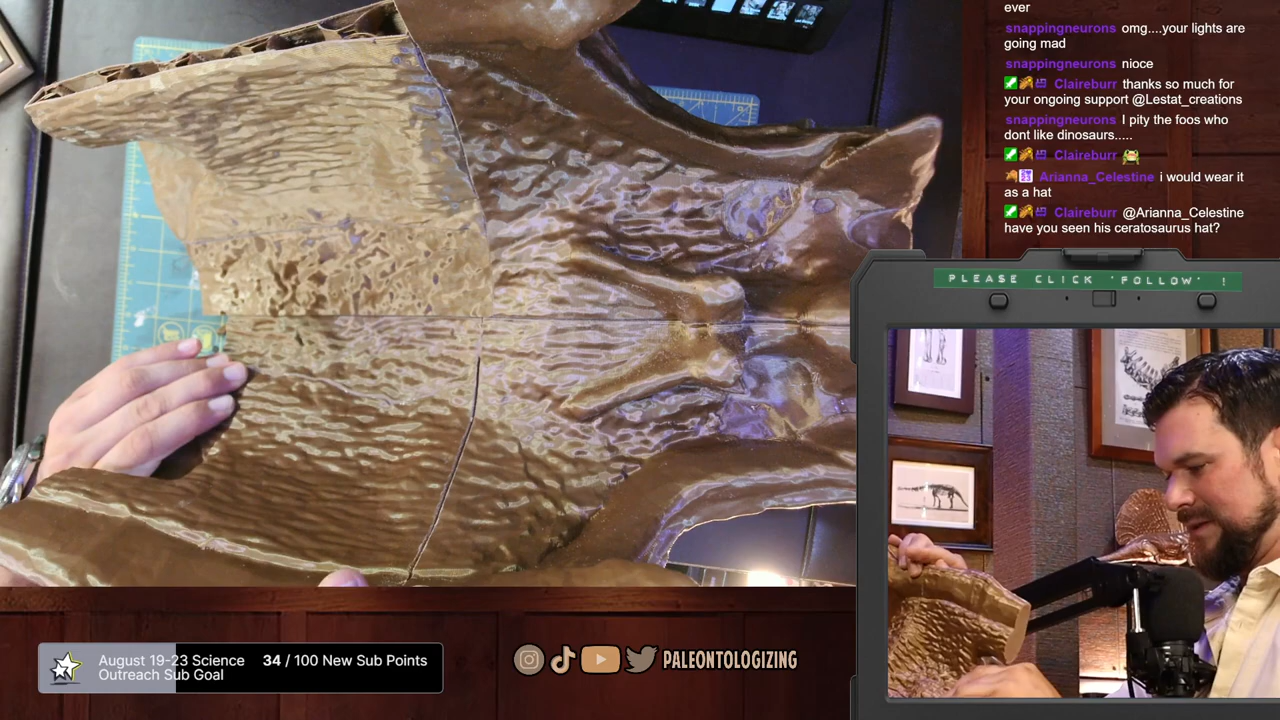 ever
snappingneurons omg....your lights are
going mad
snappingneurons nioce
Claireburr thanks so much for
your ongoing support @Lestat_creations
snappingneurons I pity the foos who
dont like dinosaurs.....
Claireburr
Arianna_Celestine i would wear it
as a hat
Claireburr @Arianna_Celestine
have you seen his ceratosaurus hat?
PLEASE CLICK "FOLLOW" !
August 19-23 Science
Outreach Sub Goal
34 / 100 New Sub Points
PALEONTOLOGIZING